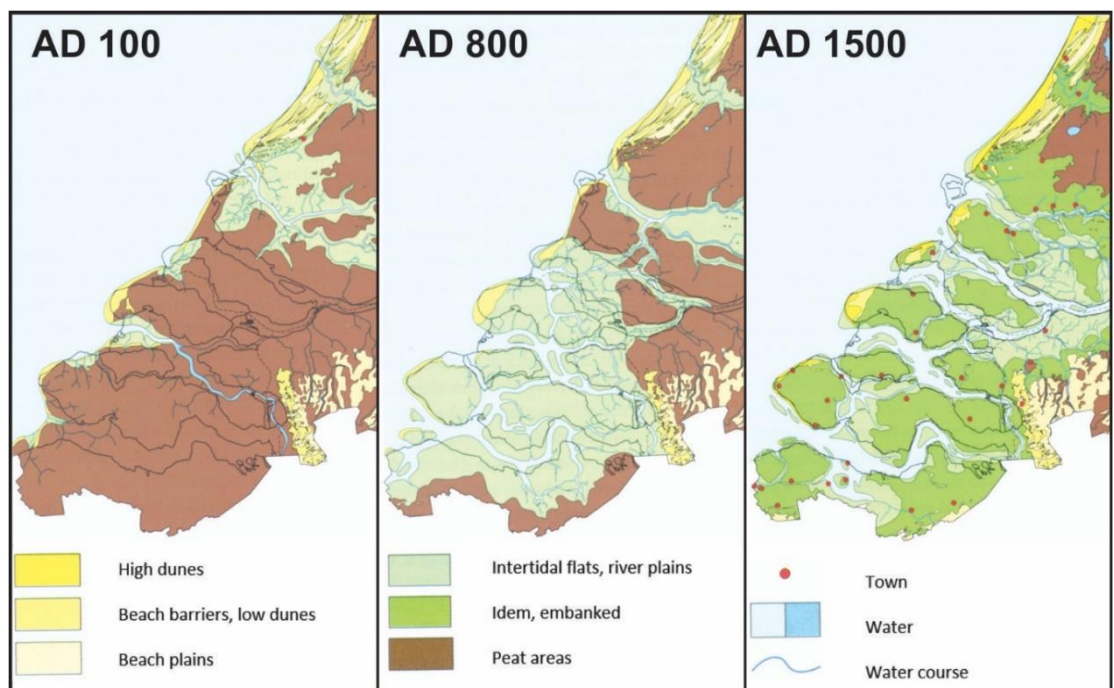 AD 100
AD 800
AD 1500
High dunes
Beach barriers, low dunes
Beach plains
Intertidal flats, river plains
Idem, embanked
Peat areas
Town
Water
Water course